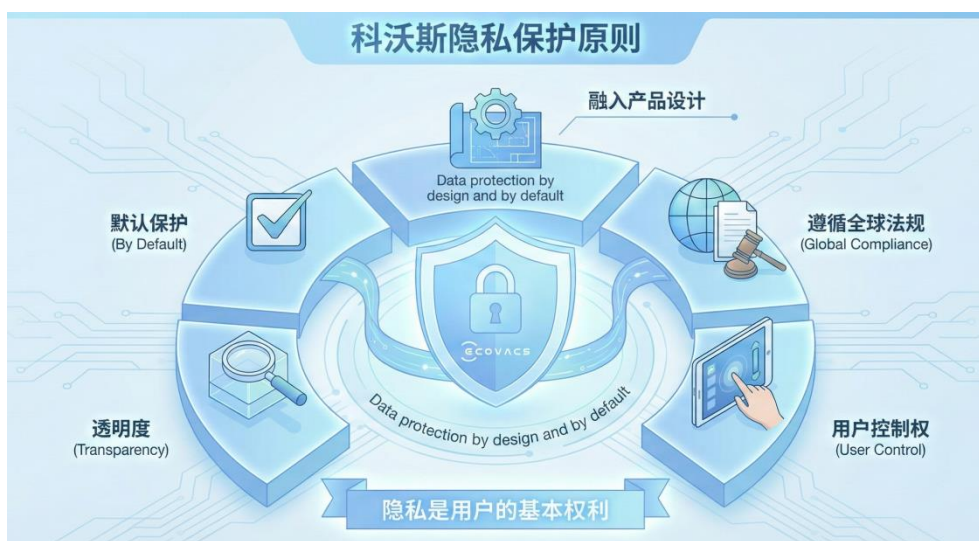 科沃斯隐私保护原则
融入产品设计
Data protection by
design and by default
默认保护
(By Default)
遵循全球法规
(Global Compliance)
ECOVACS
Data protection by design and by default
透明度
(Transparency)
用户控制权
(User Control)
隐私是用户的基本权利